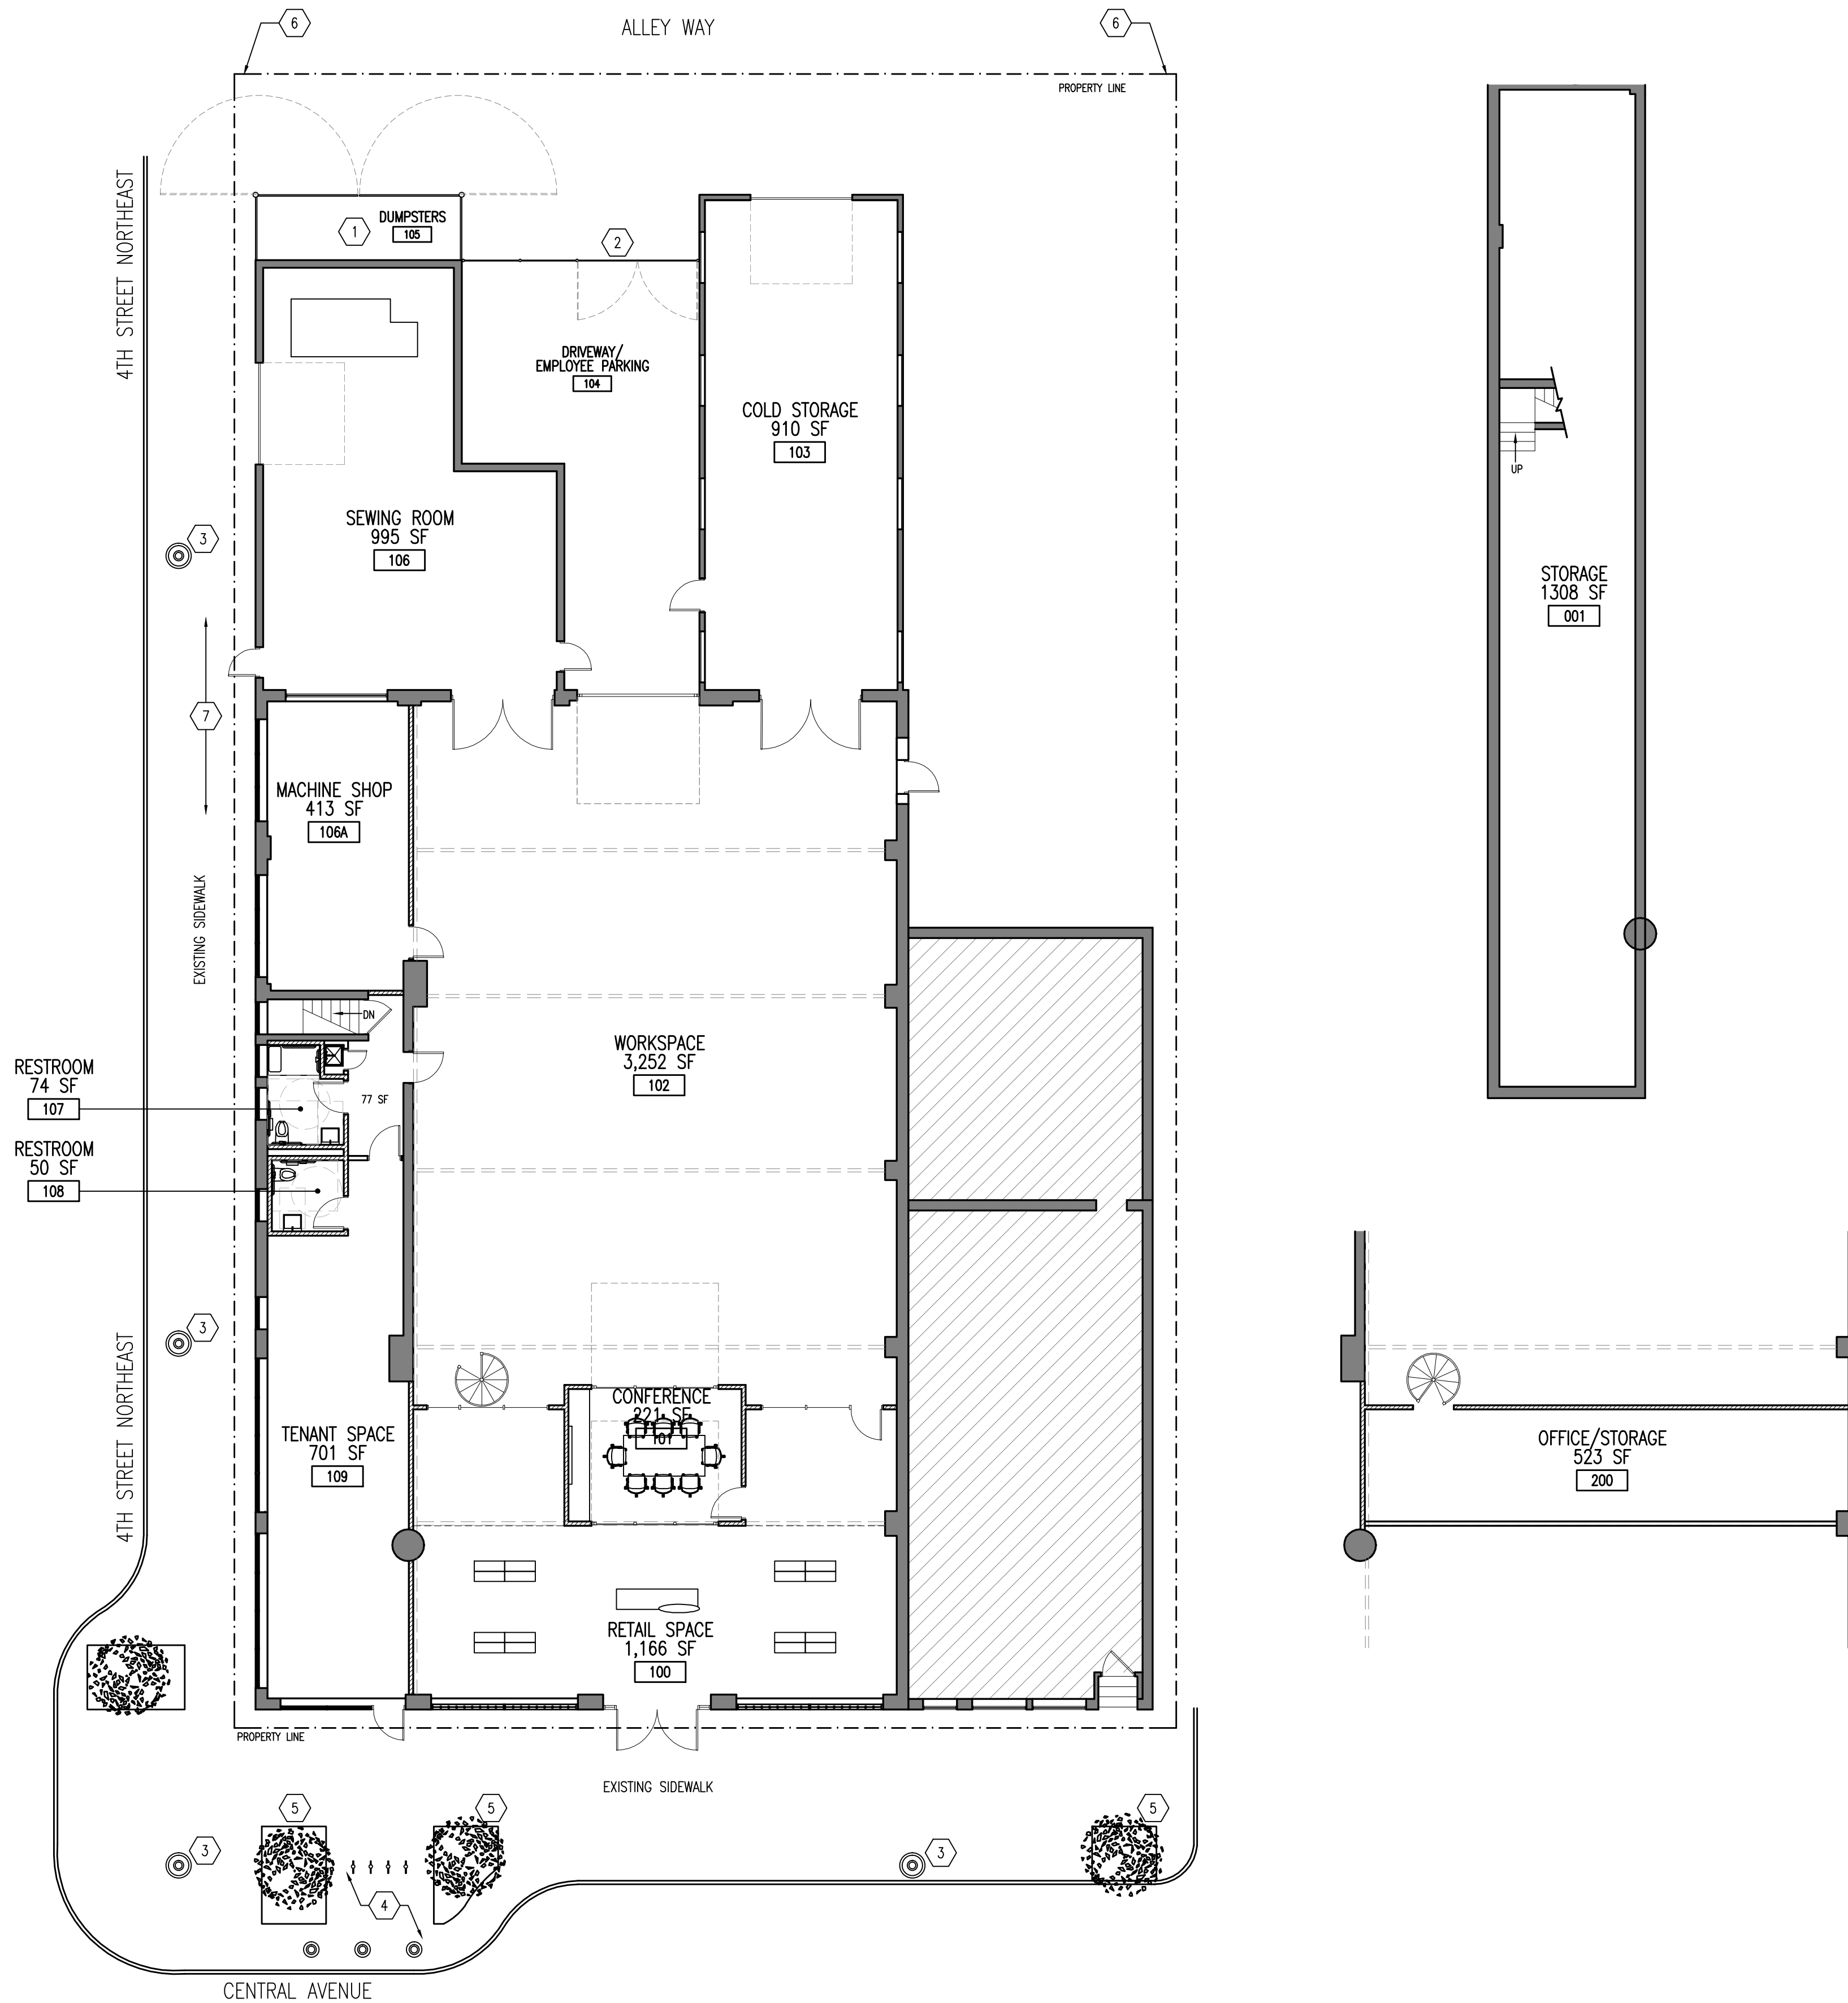 6
ALLEY WAY
6
PROPERTY LINE
4TH STREET NORTHEAST
1
DUMPSTERS
105
2
DRIVEWAY/
EMPLOYEE PARKING
104
COLD STORAGE
910 SF
103
UP
SEWING ROOM
995 SF
106
3
STORAGE
1308 SF
001
7
MACHINE SHOP
413 SF
106A
EXISTING SIDEWALK
DN
WORKSPACE
3,252 SF
102
RESTROOM
74 SF
107
77 SF
RESTROOM
50 SF
108
3
4TH STREET NORTHEAST
CONFERENCE
221 SF
101
TENANT SPACE
701 SF
109
OFFICE/STORAGE
523 SF
200
RETAIL SPACE
1,166 SF
100
PROPERTY LINE
EXISTING SIDEWALK
5
5
5
3
3
4
CENTRAL AVENUE